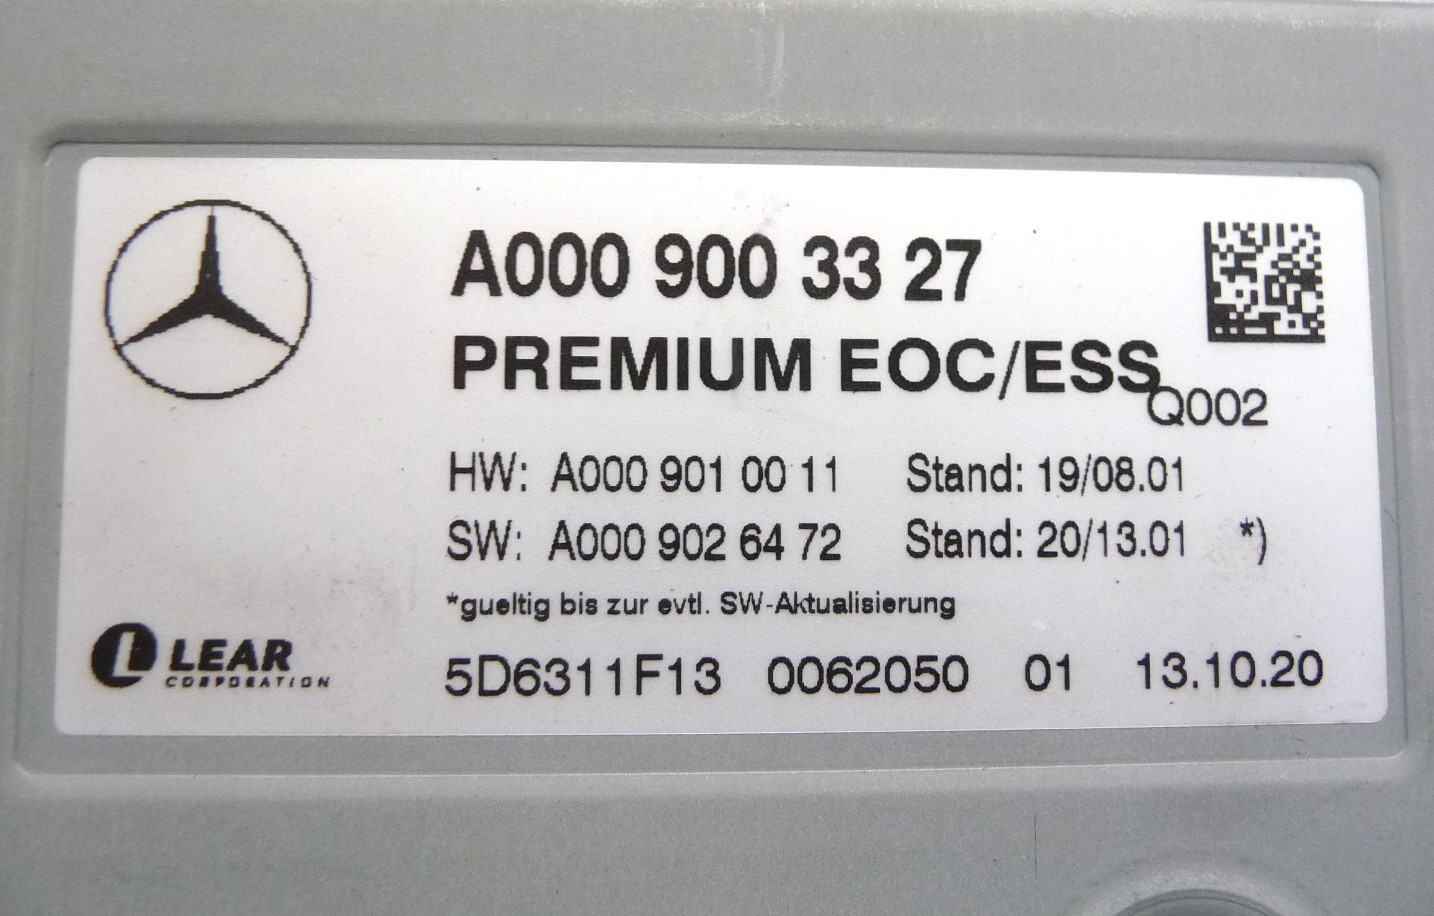 A000 900 33 27
PREMIUM EOC/ESS
Q002
HW: A000 901 00 11 Stand: 19/08.01
SW: A000 902 64 72 Stand: 20/13.01 *)
*gueltig bis zur evtl. SW-Aktualisierung
L LEAR
CORPORATION
5D6311F13 0062050 01 13.10.20